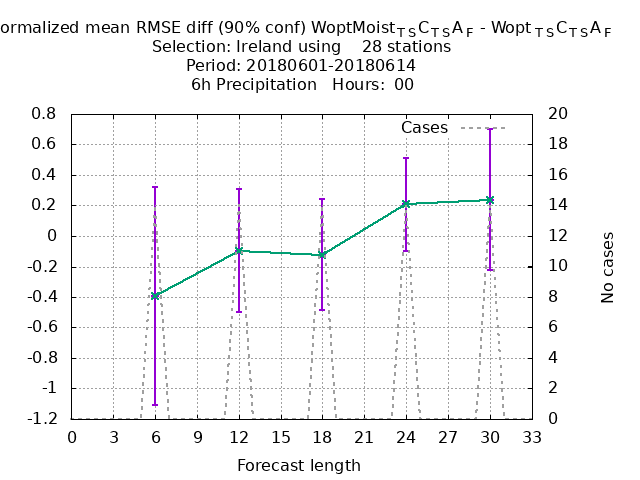 ormalized mean RMSE diff (90% conf) WoptMoist_TSC_TSA_F - Wopt_TSC_TSA_F
Selection: Ireland using 28 stations
Period: 20180601-20180614
6h Precipitation Hours: 00
Cases
0.8
0.6
0.4
0.2
0
-0.2
-0.4
-0.6
-0.8
-1
-1.2
20
18
16
14
12
10
8
6
4
2
0
No cases
0 3 6 9 12 15 18 21 24 27 30 33
Forecast length